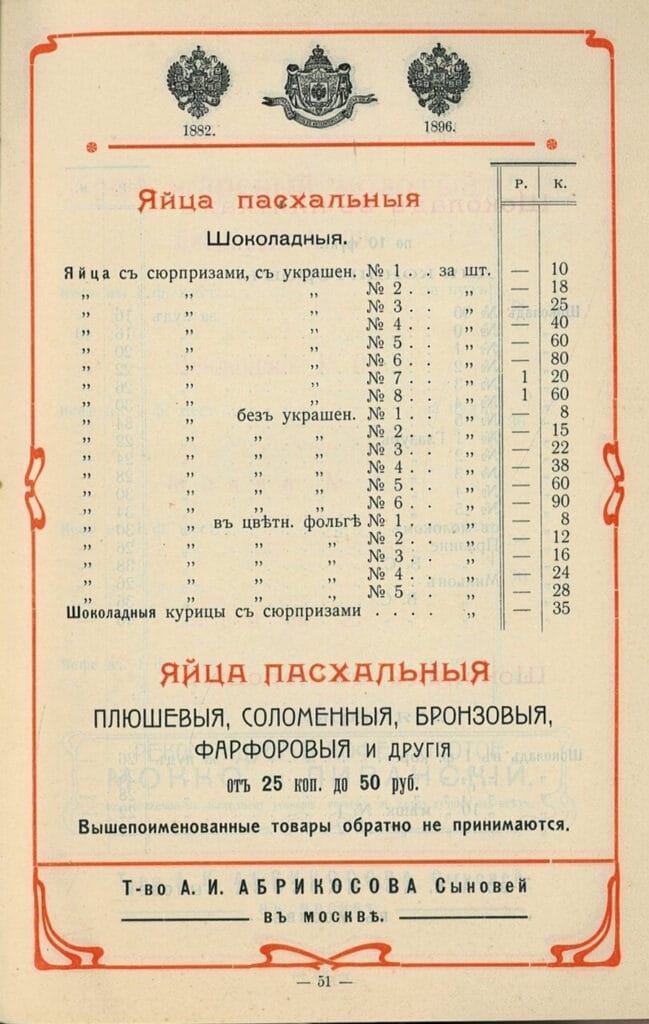 1882.
1896.
Р. К.
Яйца пасхальныя
Шоколадныя.
Яйца съ сюрпризами, съ украшен. № 1 . . за шт. — 10
„ „ „ № 2 . . „ — 18
„ „ „ № 3 . . „ — 25
„ „ „ № 4 . . „ — 40
„ „ „ № 5 . . „ — 60
„ „ „ № 6 . . „ — 80
„ „ „ № 7 . . „ 1 20
„ „ „ № 8 . . „ 1 60
„ „ безъ украшен. № 1 . . „ — 8
„ „ „ „ № 2 . . „ — 15
„ „ „ „ № 3 . . „ — 22
„ „ „ „ № 4 . . „ — 38
„ „ „ „ № 5 . . „ — 60
„ „ „ „ № 6 . . „ — 90
„ „ въ цвѣтн. фольгѣ № 1 . . „ — 8
„ „ „ „ № 2 . . „ — 12
„ „ „ „ № 3 . . „ — 16
„ „ „ „ № 4 . . „ — 24
„ „ „ „ № 5 . . „ — 28
Шоколадныя курицы съ сюрпризами . . . . „ — 35
ЯЙЦА ПАСХАЛЬНЫЯ
ПЛЮШЕВЫЯ, СОЛОМЕННЫЯ, БРОНЗОВЫЯ,
ФАРФОРОВЫЯ И ДРУГІЯ
отъ 25 коп. до 50 руб.
Вышепоименованные товары обратно не принимаются.
Т-во А. И. АБРИКОСОВА Сыновей
въ МОСКВѢ.
— 51 —